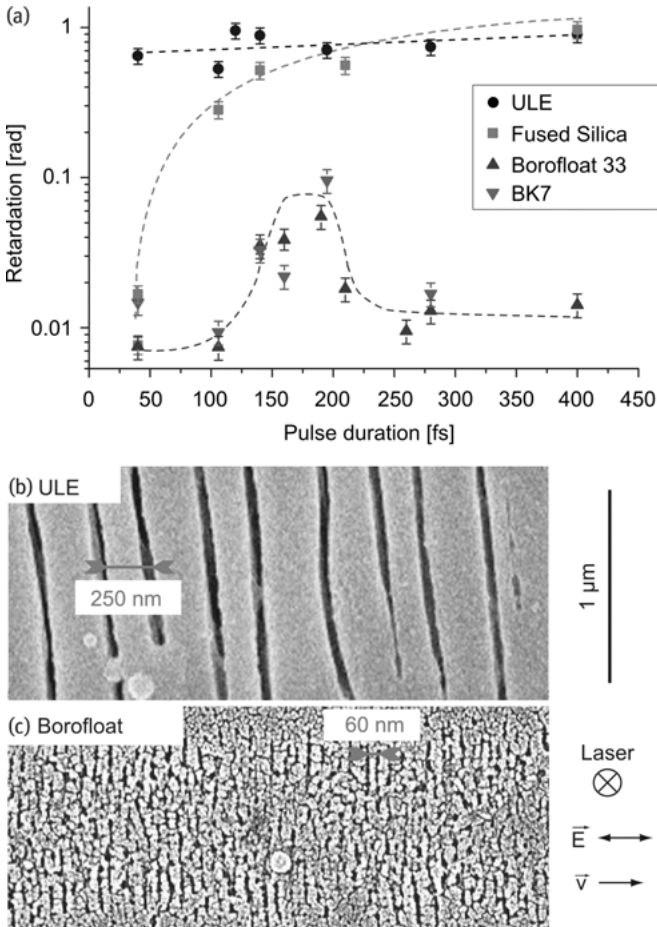 (a)
1
0.1
0.01
Retardation [rad]
ULE
Fused Silica
Borofloat 33
BK7
0 50 100 150 200 250 300 350 400 450
Pulse duration [fs]
(b) ULE
250 nm
1 µm
(c) Borofloat
60 nm
Laser
E
v